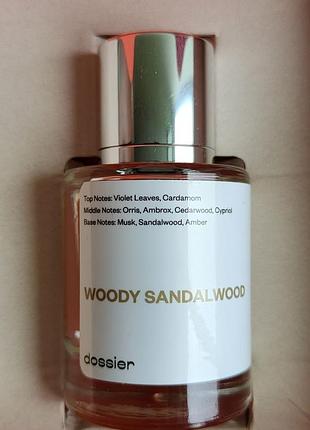 Top Notes: Violet Leaves, Cardamom
Middle Notes: Orris, Ambrox, Cedarwood, Cypriol
Base Notes: Musk, Sandalwood, Amber
WOODY SANDALWOOD
dossier